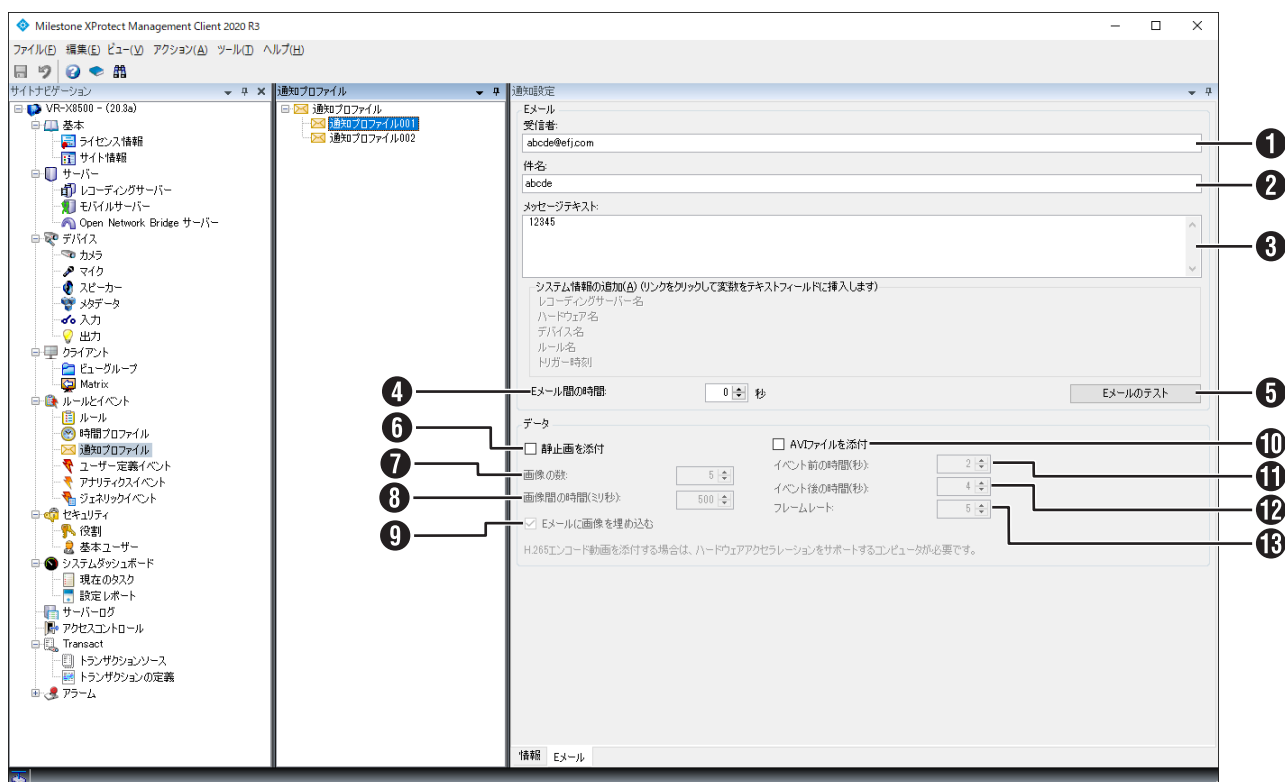 Milestone XProtect Management Client 2020 R3
ファイル(F) 編集(E) ビュー(V) アクション(A) ツール(T) ヘルプ(H)
サイトナビゲーション
VR-X8500 - (20.3a)
基本
ライセンス情報
サイト情報
サーバー
レコーディングサーバー
モバイルサーバー
Open Network Bridge サーバー
デバイス
カメラ
マイク
スピーカー
メタデータ
入力
出力
クライアント
ビューグループ
Matrix
ルールとイベント
ルール
時間プロファイル
通知プロファイル
ユーザー定義イベント
アナリティクスイベント
ジェネリックイベント
セキュリティ
役割
基本ユーザー
システムダッシュボード
現在のタスク
設定レポート
サーバーログ
アクセスコントロール
Transact
トランザクションソース
トランザクションの定義
アラーム
通知プロファイル
通知プロファイル
通知プロファイル001
通知プロファイル002
通知設定
Eメール
受信者:
abcde@efj.com
❶
件名:
abcde
❷
メッセージテキスト:
12345
❸
システム情報の追加(A) (リンクをクリックして変数をテキストフィールドに挿入します)
レコーディングサーバー名
ハードウェア名
デバイス名
ルール名
トリガー時刻
❹ Eメール間の時間: 0 秒
Eメールのテスト ❺
データ
❻ 静止画を添付
❼ 画像の数: 5
❽ 画像間の時間(ミリ秒): 500
❾ Eメールに画像を埋め込む
AVIファイルを添付 ❿
イベント前の時間(秒): 2 ⓫
イベント後の時間(秒): 4 ⓬
フレームレート: 5 ⓭
H.265エンコード動画を添付する場合は、ハードウェアアクセラレーションをサポートするコンピュータが必要です。
情報 Eメール